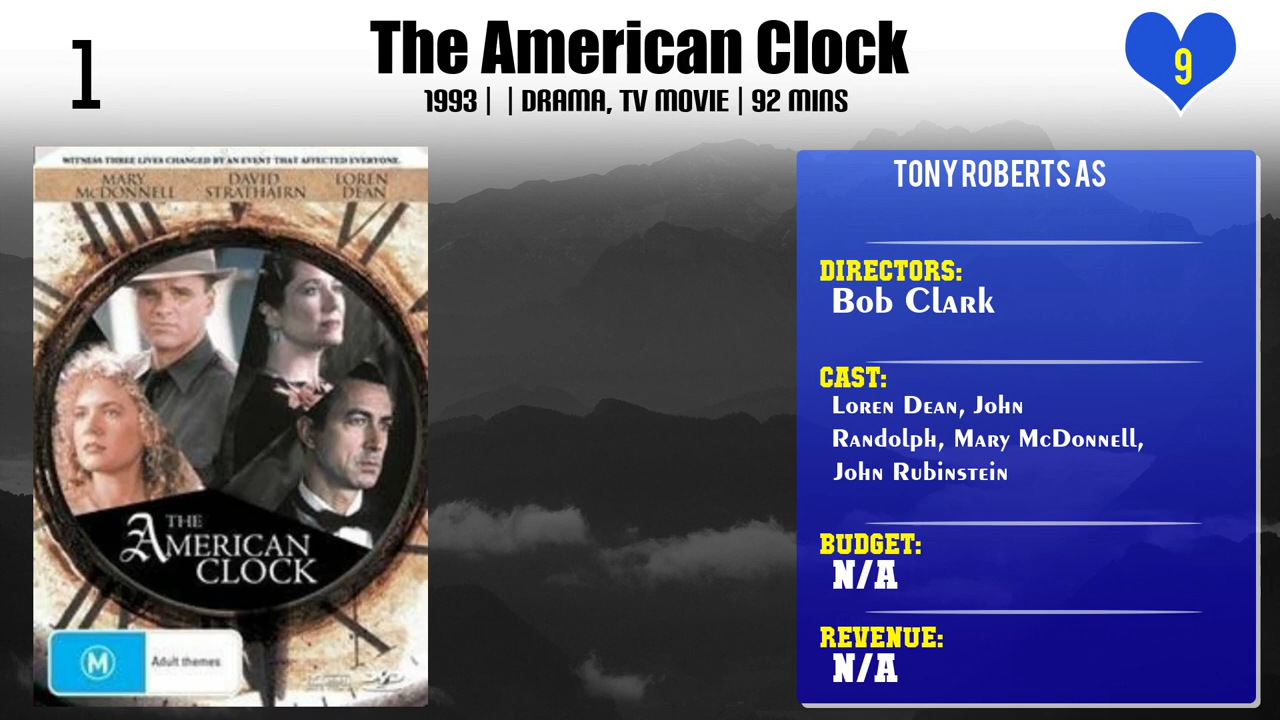 1
The American Clock
1993 | | DRAMA, TV MOVIE | 92 MINS
9
WITNESS THREE LIVES CHANGED BY AN EVENT THAT AFFECTED EVERYONE.
MARY McDONNELL
DAVID STRATHAIRN
LOREN DEAN
THE
AMERICAN
CLOCK
M
Adult themes
TONY ROBERTS AS
DIRECTORS:
Bob Clark
CAST:
Loren Dean, John
Randolph, Mary McDonnell,
John Rubinstein
BUDGET:
N/A
REVENUE:
N/A